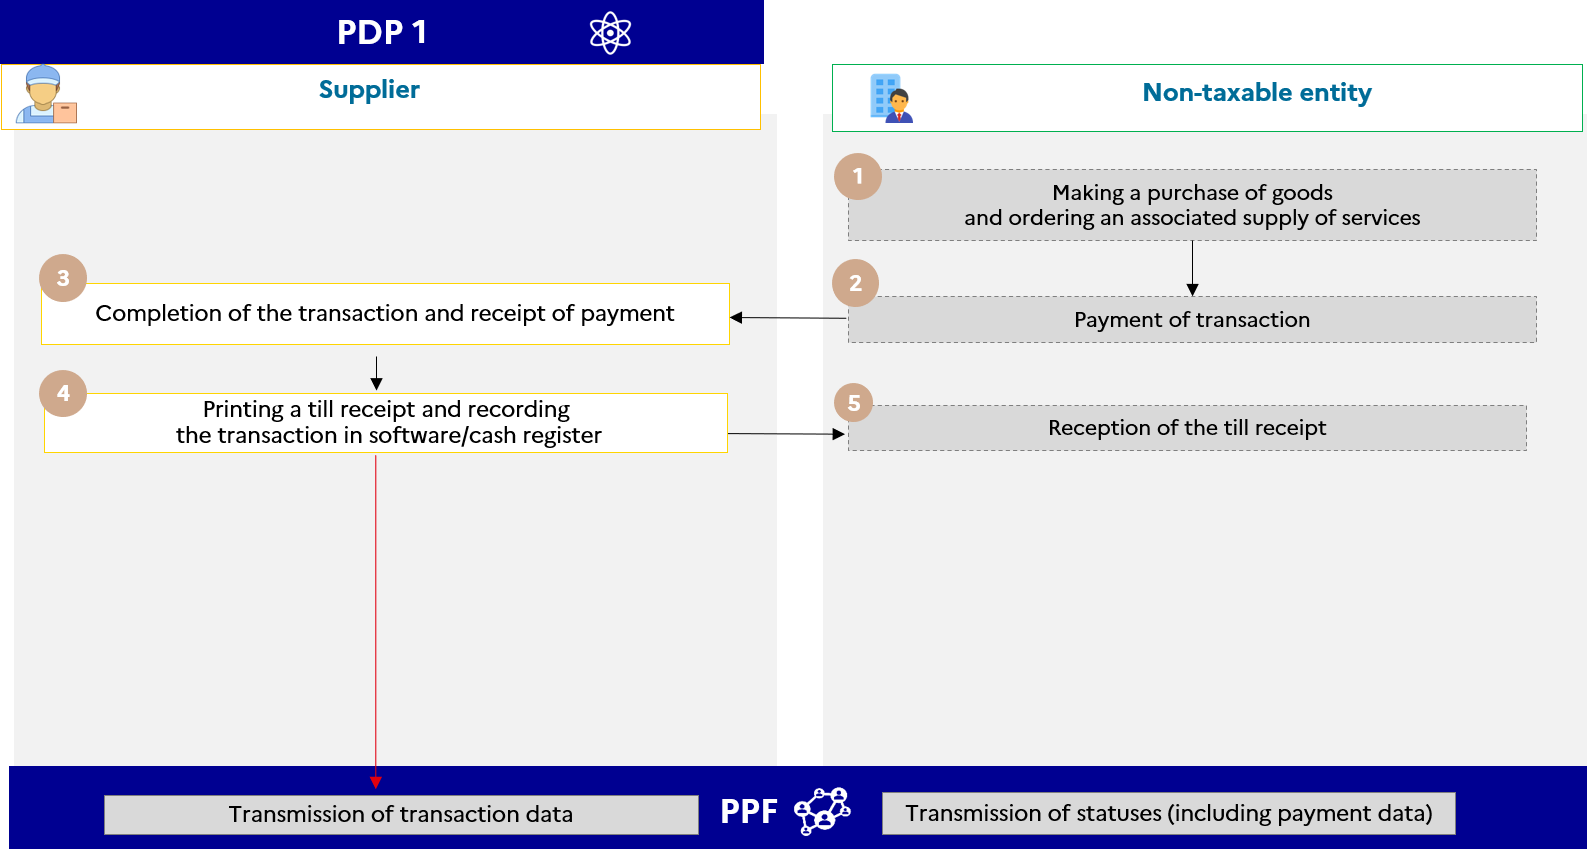 PDP 1
Supplier
Non-taxable entity
1
Making a purchase of goods
and ordering an associated supply of services
2
Payment of transaction
3
Completion of the transaction and receipt of payment
4
Printing a till receipt and recording
the transaction in software/cash register
5
Reception of the till receipt
Transmission of transaction data
PPF
Transmission of statuses (including payment data)